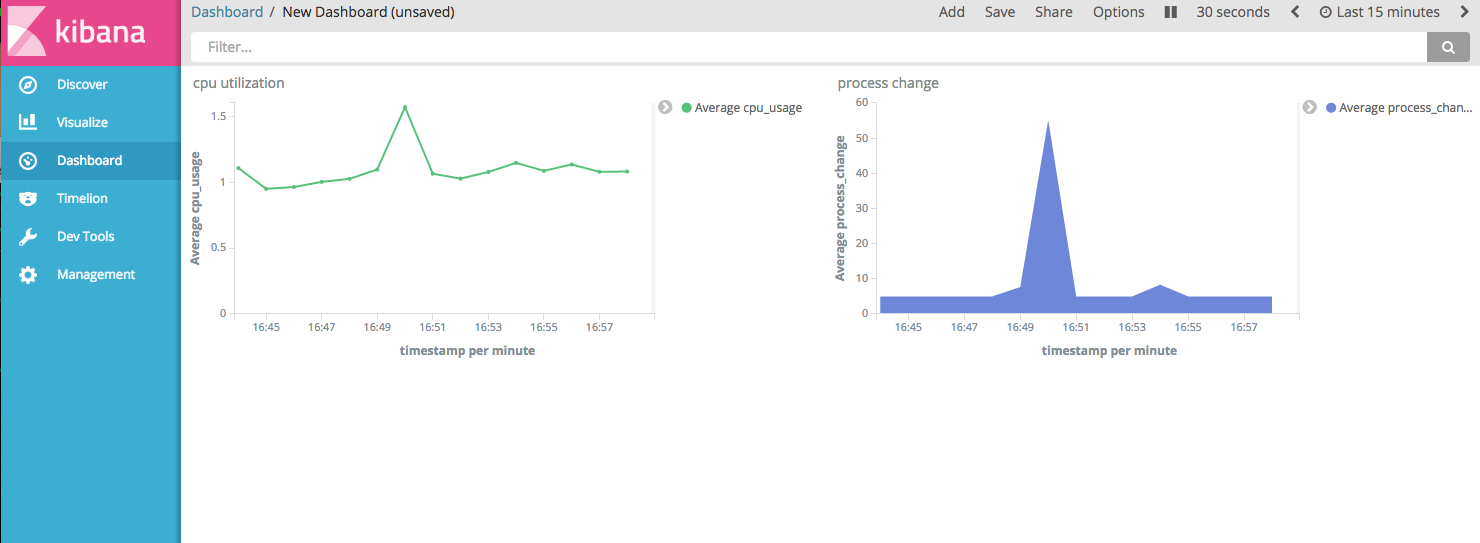 kibana
Dashboard / New Dashboard (unsaved)
Add Save Share Options 30 seconds Last 15 minutes
Filter...
Discover
Visualize
Dashboard
Timelion
Dev Tools
Management
cpu utilization
Average cpu_usage
1.5
1
0.5
0
16:45 16:47 16:49 16:51 16:53 16:55 16:57
timestamp per minute
Average cpu_usage
process change
Average process_change
60
50
40
30
20
10
0
16:45 16:47 16:49 16:51 16:53 16:55 16:57
timestamp per minute
Average process_chan...